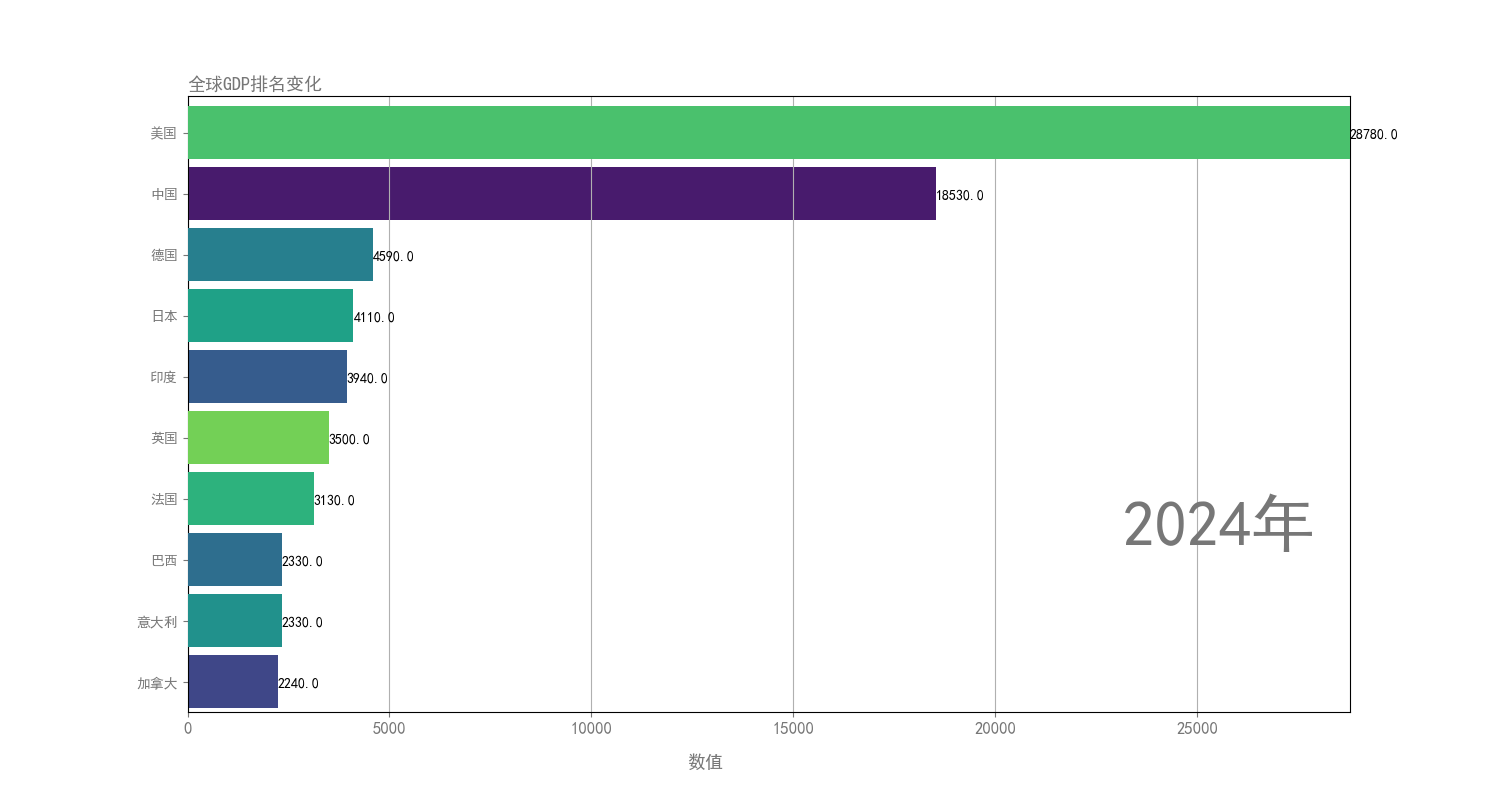 全球GDP排名变化
美国 28780.0
中国 18530.0
德国 4590.0
日本 4110.0
印度 3940.0
英国 3500.0
法国 3130.0
2024年
巴西 2330.0
意大利 2330.0
加拿大 2240.0
0 5000 10000 15000 20000 25000
数值